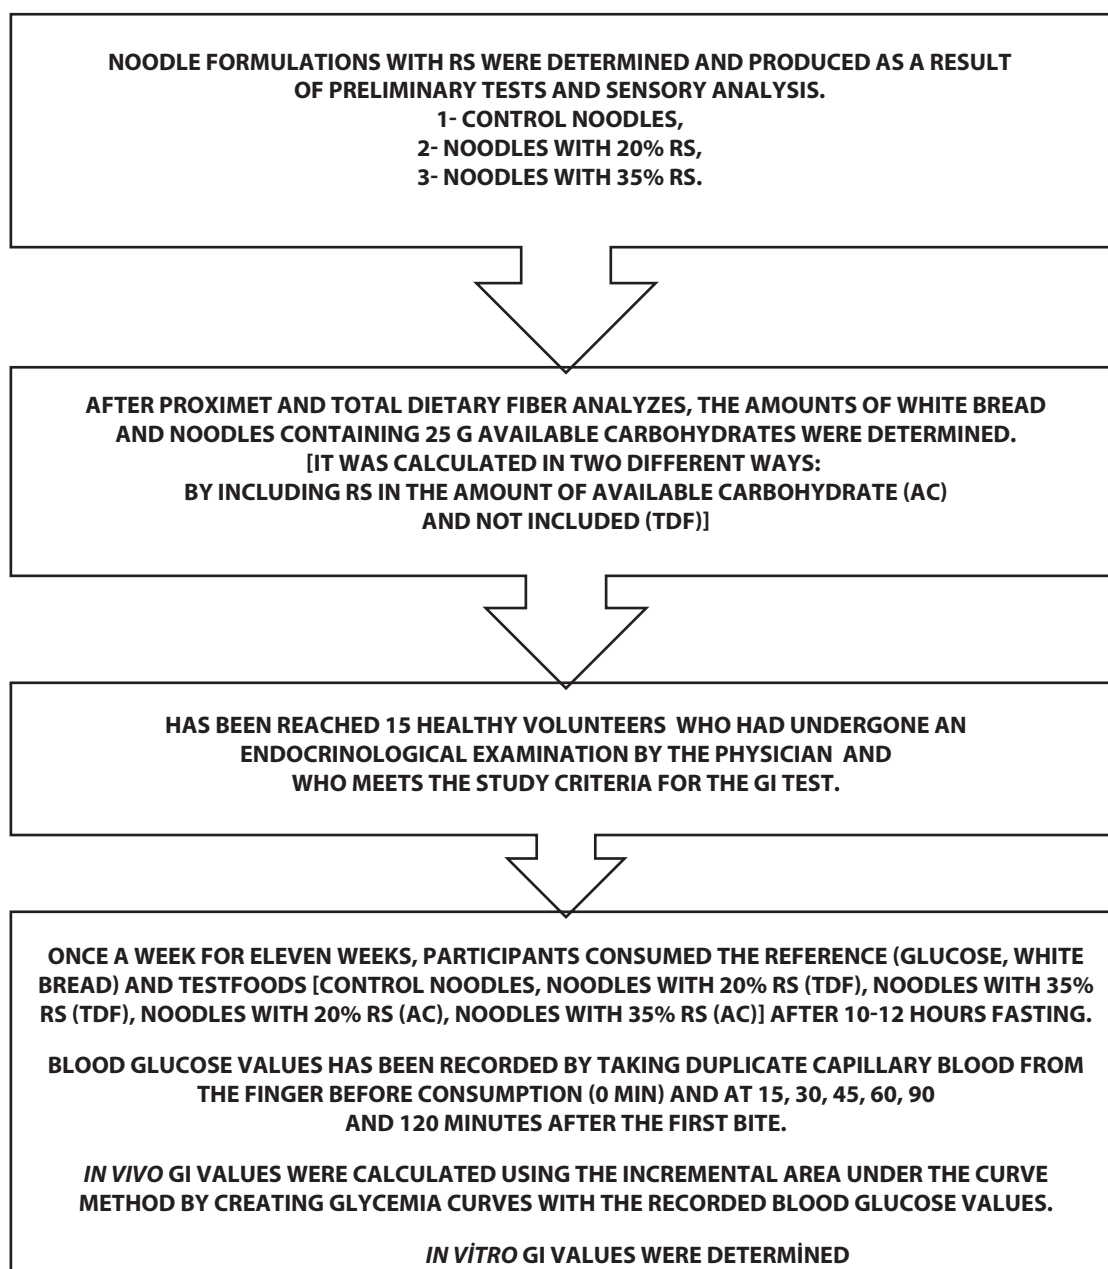 NOODLE FORMULATIONS WITH RS WERE DETERMINED AND PRODUCED AS A RESULT
OF PRELIMINARY TESTS AND SENSORY ANALYSIS.
1- CONTROL NOODLES,
2- NOODLES WITH 20% RS,
3- NOODLES WITH 35% RS.
AFTER PROXIMET AND TOTAL DIETARY FIBER ANALYZES, THE AMOUNTS OF WHITE BREAD
AND NOODLES CONTAINING 25 G AVAILABLE CARBOHYDRATES WERE DETERMINED.
[IT WAS CALCULATED IN TWO DIFFERENT WAYS:
BY INCLUDING RS IN THE AMOUNT OF AVAILABLE CARBOHYDRATE (AC)
AND NOT INCLUDED (TDF)]
HAS BEEN REACHED 15 HEALTHY VOLUNTEERS WHO HAD UNDERGONE AN
ENDOCRINOLOGICAL EXAMINATION BY THE PHYSICIAN AND
WHO MEETS THE STUDY CRITERIA FOR THE GI TEST.
ONCE A WEEK FOR ELEVEN WEEKS, PARTICIPANTS CONSUMED THE REFERENCE (GLUCOSE, WHITE
BREAD) AND TESTFOODS [CONTROL NOODLES, NOODLES WITH 20% RS (TDF), NOODLES WITH 35%
RS (TDF), NOODLES WITH 20% RS (AC), NOODLES WITH 35% RS (AC)] AFTER 10-12 HOURS FASTING.
BLOOD GLUCOSE VALUES HAS BEEN RECORDED BY TAKING DUPLICATE CAPILLARY BLOOD FROM
THE FINGER BEFORE CONSUMPTION (0 MIN) AND AT 15, 30, 45, 60, 90
AND 120 MINUTES AFTER THE FIRST BITE.
IN VIVO GI VALUES WERE CALCULATED USING THE INCREMENTAL AREA UNDER THE CURVE
METHOD BY CREATING GLYCEMIA CURVES WITH THE RECORDED BLOOD GLUCOSE VALUES.
IN VİTRO GI VALUES WERE DETERMİNED